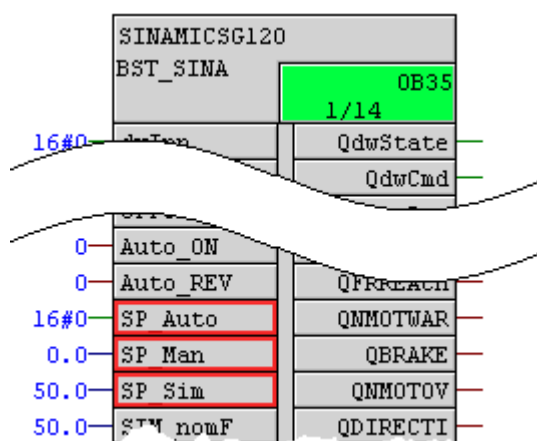 SINAMICSG120
BST_SINA
OB35
1/14
16#0 QdwState
QdwCmd
0 Auto_ON
0 Auto_REV
16#0 SP_Auto QNMOTWAR
0.0 SP_Man QBRAKE
50.0 SP_Sim QNMOTOV
50.0 SIM_nomF QDIRECTI